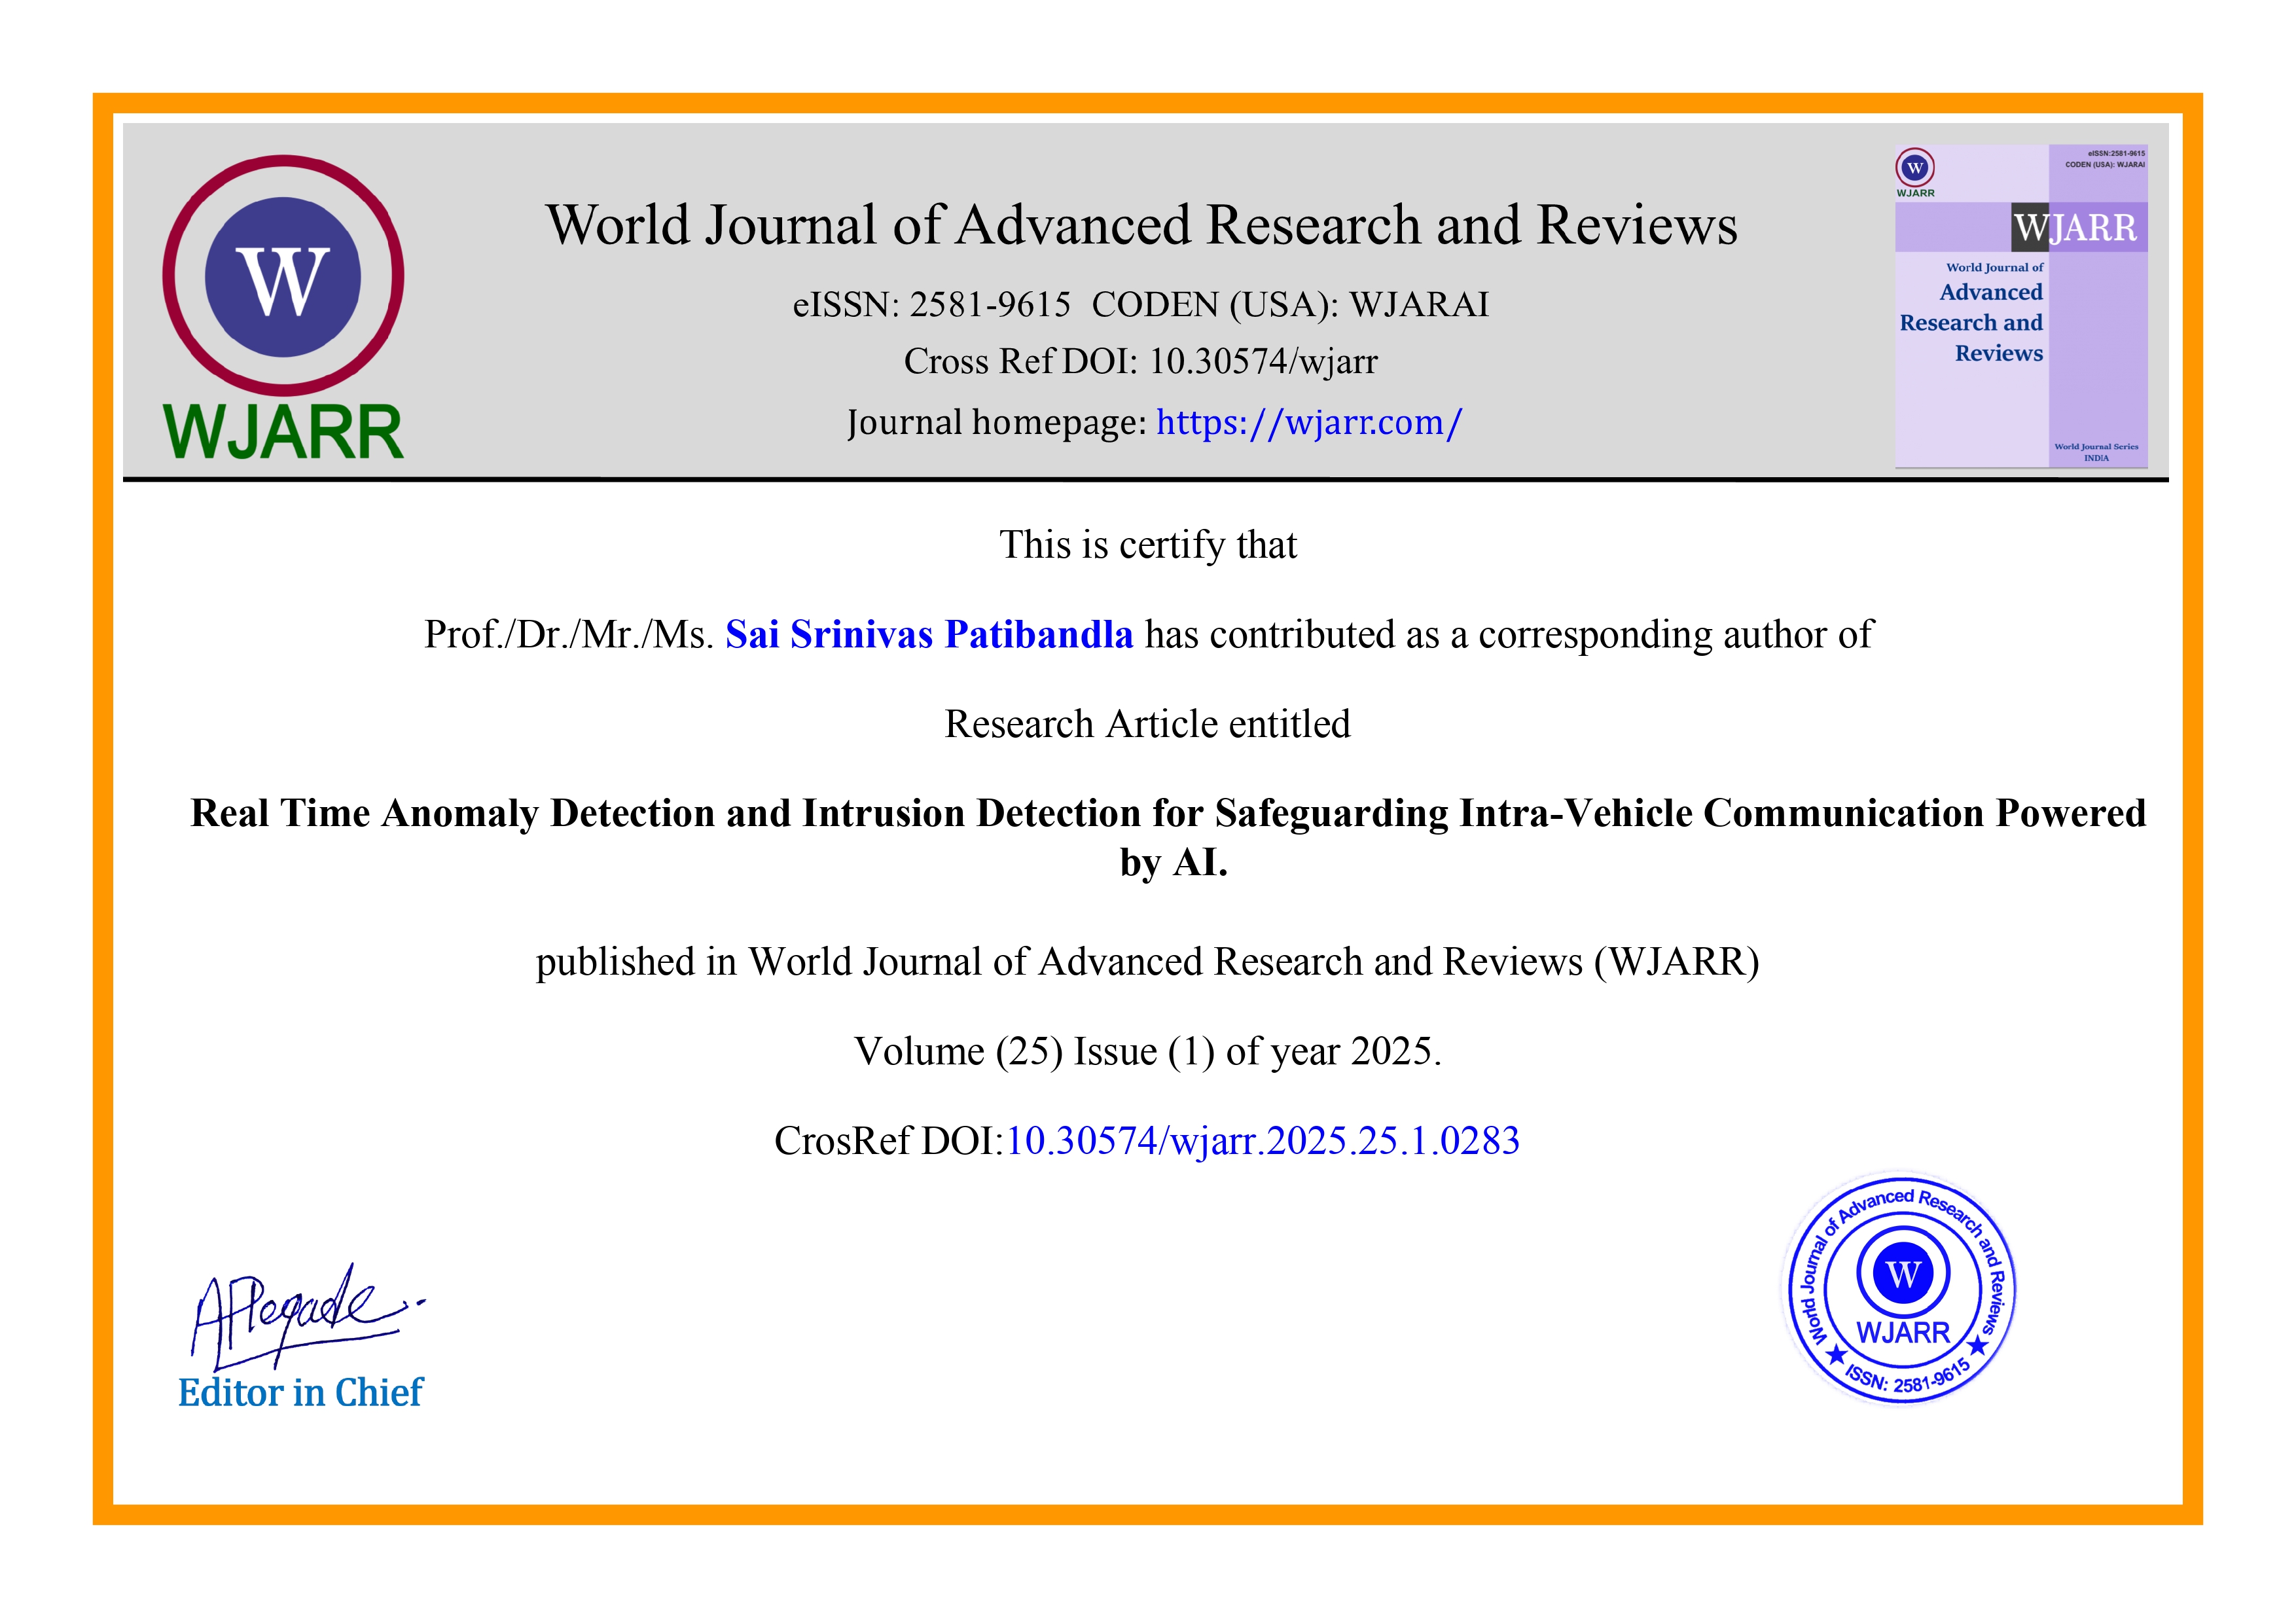 W
WJARR
World Journal of Advanced Research and Reviews
eISSN: 2581-9615 CODEN (USA): WJARAI
Cross Ref DOI: 10.30574/wjarr
Journal homepage: https://wjarr.com/
eISSN:2581-9615
CODEN (USA): WJARAI
W
WJARR
WJARR
World Journal of
Advanced
Research and
Reviews
World Journal Series
INDIA
This is certify that
Prof./Dr./Mr./Ms. Sai Srinivas Patibandla has contributed as a corresponding author of
Research Article entitled
Real Time Anomaly Detection and Intrusion Detection for Safeguarding Intra-Vehicle Communication Powered
by AI.
published in World Journal of Advanced Research and Reviews (WJARR)
Volume (25) Issue (1) of year 2025.
CrosRef DOI:10.30574/wjarr.2025.25.1.0283
Editor in Chief
World Journal of Advanced Research and Reviews
W
WJARR
★ ISSN: 2581-9615 ★